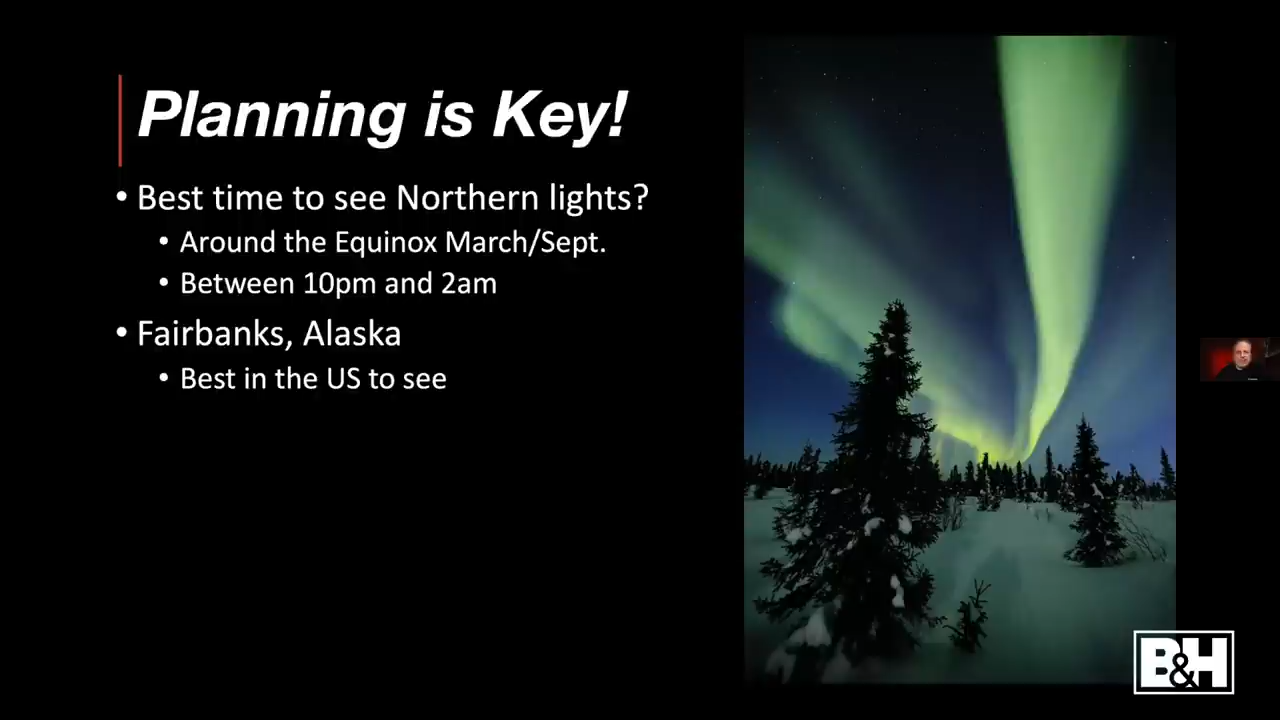 Planning is Key!
• Best time to see Northern lights?
• Around the Equinox March/Sept.
• Between 10pm and 2am
• Fairbanks, Alaska
• Best in the US to see
B&H